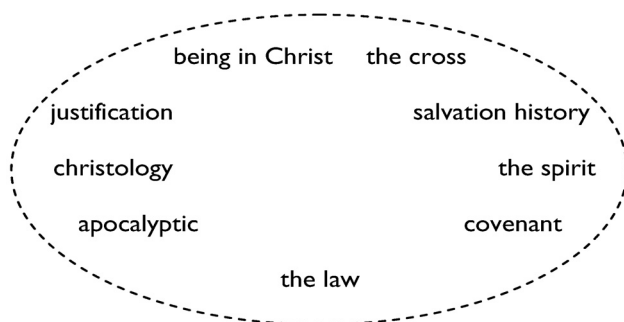 being in Christ the cross
justification salvation history
christology the spirit
apocalyptic covenant
the law